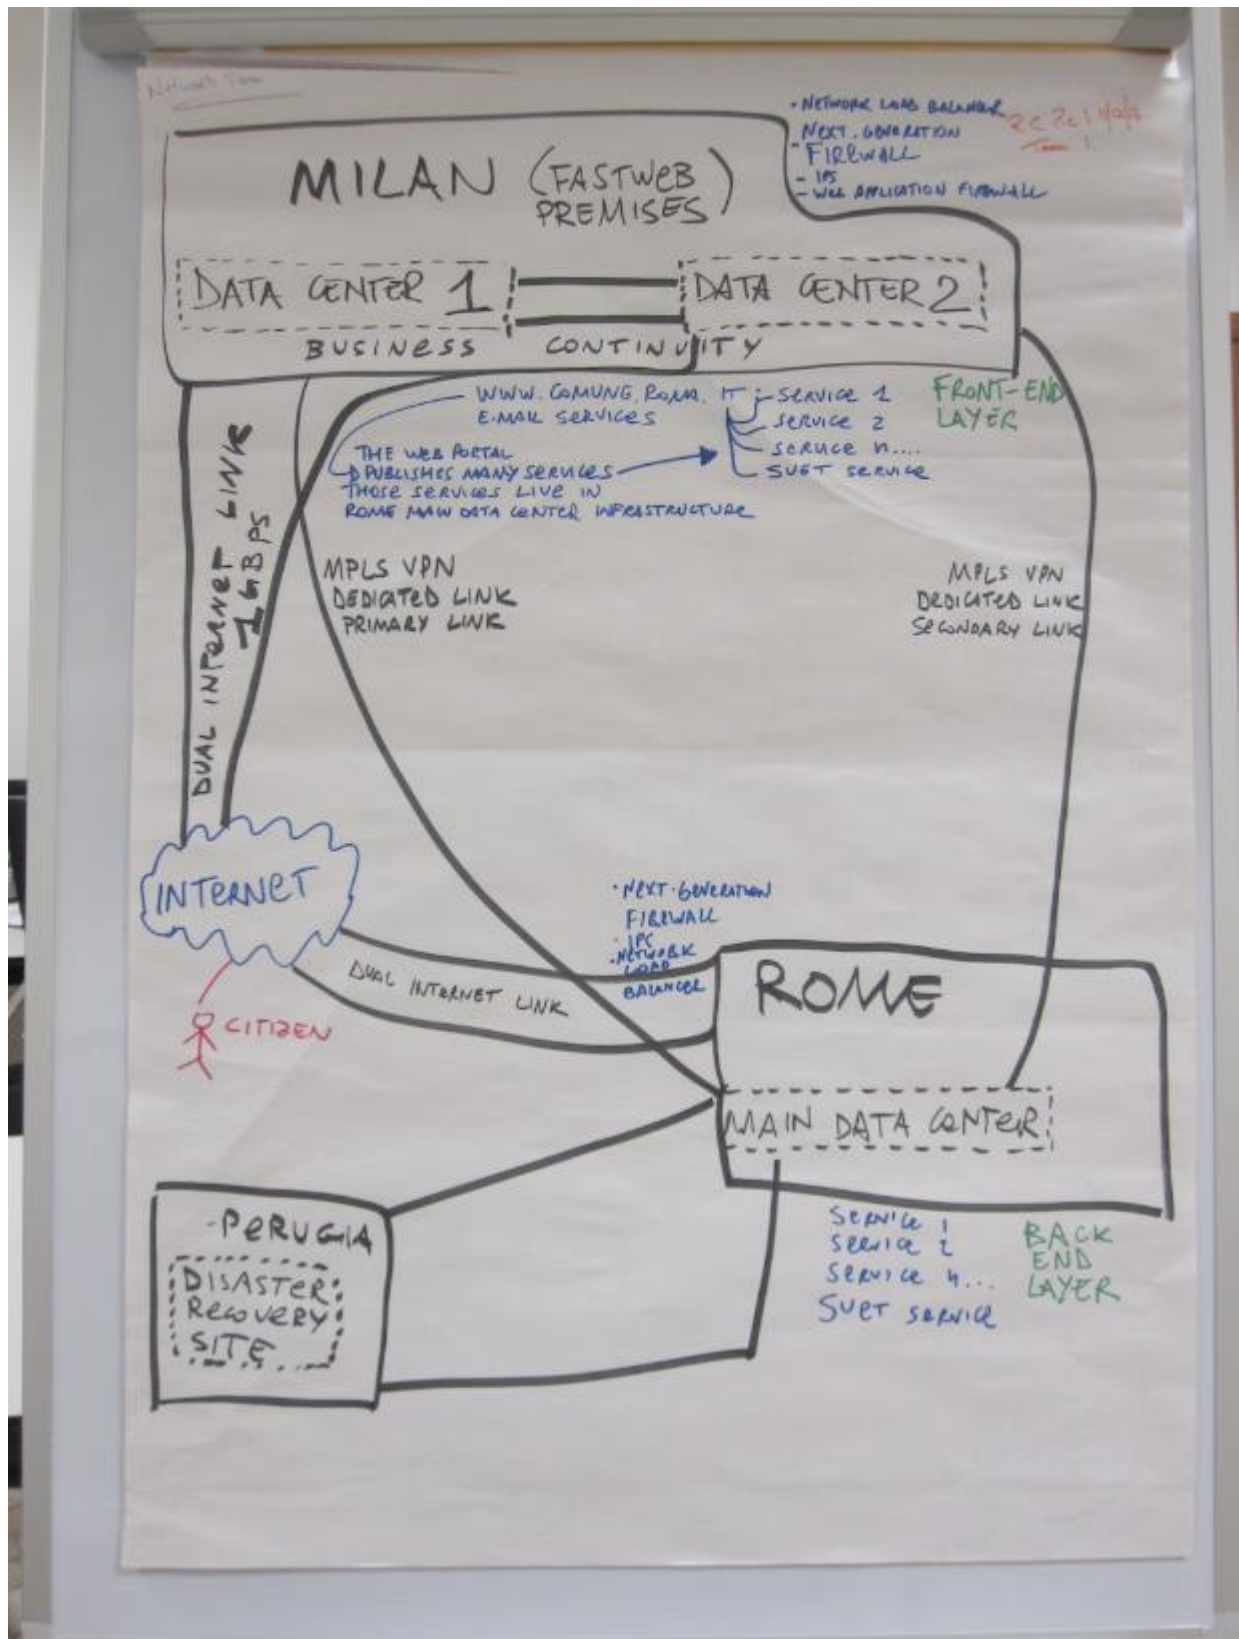 Network Team
MILAN (FASTWEB
PREMISES)
• NETWORK LOAD BALANCER
- NEXT. GENERATION
FIREWALL
- IPS
- WEB APPLICATION FIREWALL
Team 1
DATA CENTER 1
DATA CENTER 2
BUSINESS CONTINUITY
WWW.COMUNE.ROMA.IT
E-MAIL SERVICES
- SERVICE 1
SERVICE 2
SERVICE n....
SUET SERVICE
FRONT-END
LAYER
THE WEB PORTAL
PUBLISHES MANY SERVICES
THOSE SERVICES LIVE IN
ROME MAIN DATA CENTER INFRASTRUCTURE
DUAL INTERNET LINK
1 GBPS
MPLS VPN
DEDICATED LINK
PRIMARY LINK
MPLS VPN
DEDICATED LINK
SECONDARY LINK
INTERNET
CITIZEN
DUAL INTERNET LINK
• NEXT-GENERATION
FIREWALL
• IPC
• NETWORK
LOAD
BALANCER
ROME
MAIN DATA CENTER
SERVICE 1
SERVICE 2
SERVICE n...
SUET SERVICE
BACK
END
LAYER
-PERUGIA
DISASTER
RECOVERY
SITE